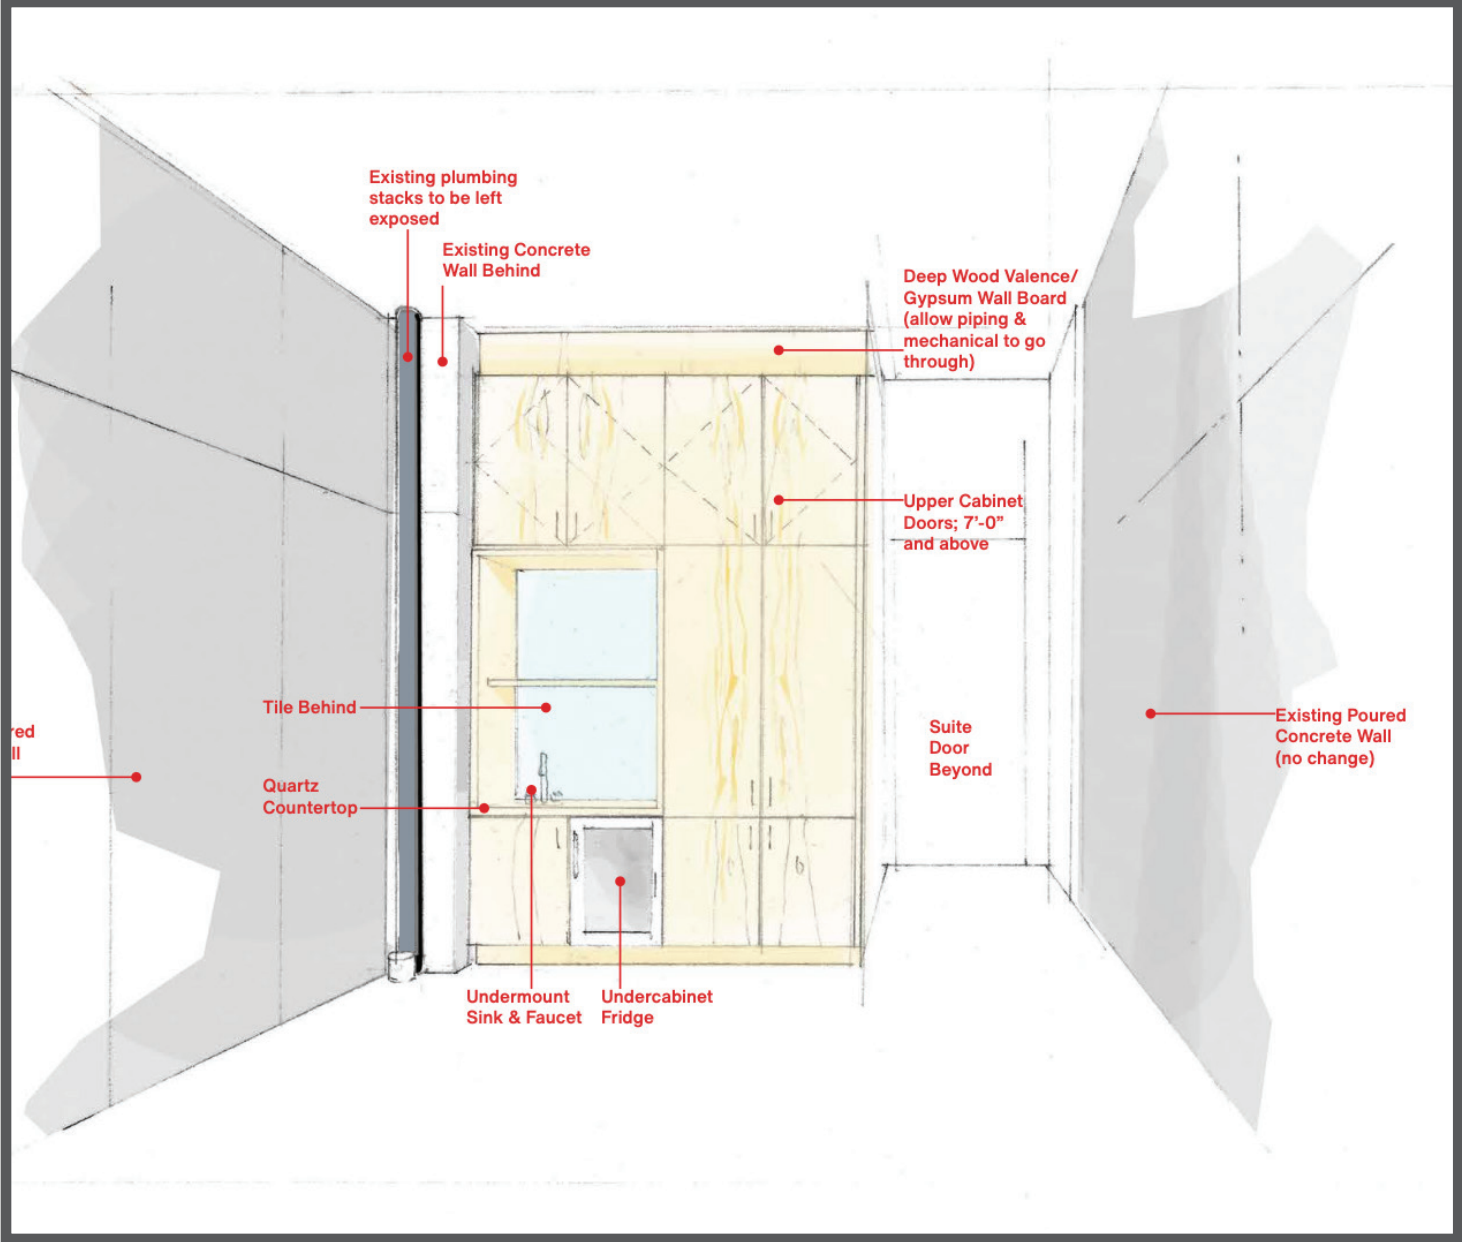 Existing plumbing
stacks to be left
exposed
Existing Concrete
Wall Behind
Deep Wood Valence/
Gypsum Wall Board
(allow piping &
mechanical to go
through)
Upper Cabinet
Doors; 7'-0”
and above
Tile Behind
Suite
Door
Beyond
Existing Poured
Concrete Wall
(no change)
Quartz
Countertop
Undermount
Sink & Faucet
Undercabinet
Fridge